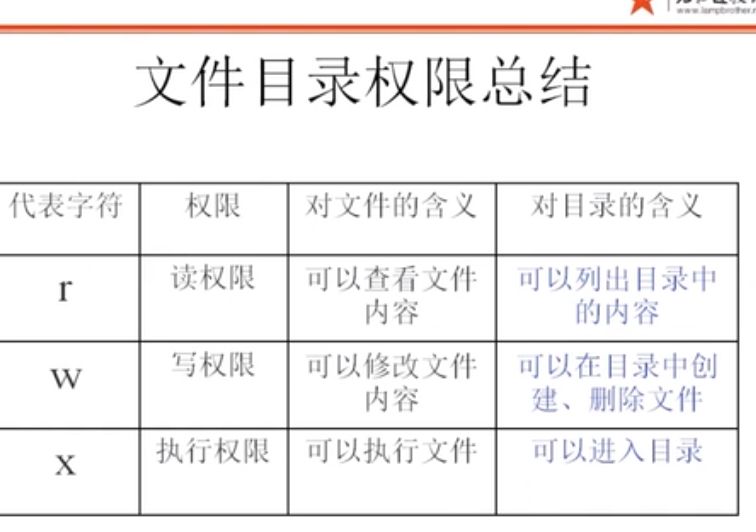 www.lampbrother.n
文件目录权限总结
代表字符 权限 对文件的含义 对目录的含义
r 读权限 可以查看文件内容 可以列出目录中的内容
w 写权限 可以修改文件内容 可以在目录中创建、删除文件
x 执行权限 可以执行文件 可以进入目录